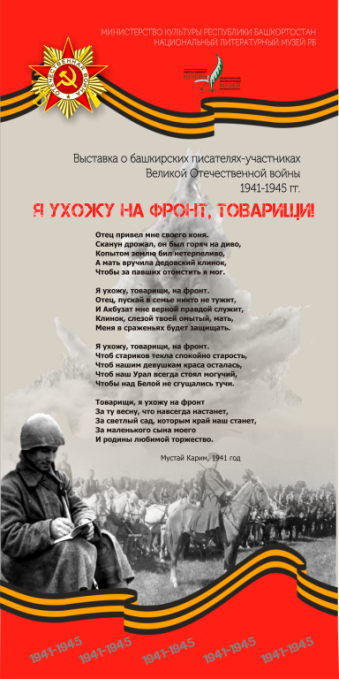 МИНИСТЕРСТВО КУЛЬТУРЫ РЕСПУБЛИКИ БАШКОРТОСТАН
НАЦИОНАЛЬНЫЙ ЛИТЕРАТУРНЫЙ МУЗЕЙ РБ
ОТЕЧЕСТВЕННАЯ ВОЙНА
Выставка о башкирских писателях-участниках
Великой Отечественной войны
1941-1945 гг.
Я УХОЖУ НА ФРОНТ, ТОВАРИЩИ!
Отец привел мне своего коня.
Скакун дрожал, он был горяч на диво,
Копытом землю бил нетерпеливо,
А мать вручила дедовский клинок,
Чтобы за павших отомстить я мог.
Я ухожу, товарищи, на фронт.
Отец, пускай в семье никто не тужит,
И Акбузат мне верной правдой служит,
Клинок, слезой твоей омытый, мать,
Меня в сраженьях будет защищать.
Я ухожу, товарищи, на фронт.
Чтоб стариков текла спокойно старость,
Чтоб нашим девушкам краса осталась,
Чтоб наш Урал всегда стоял могучий,
Чтобы над Белой не сгущались тучи.
Товарищи, я ухожу на фронт
За ту весну, что навсегда настанет,
За светлый сад, которым край наш станет,
За маленького сына моего
И родины любимой торжество.
Мустай Карим, 1941 год
1941-1945 1941-1945 1941-1945 1941-1945 1941-1945